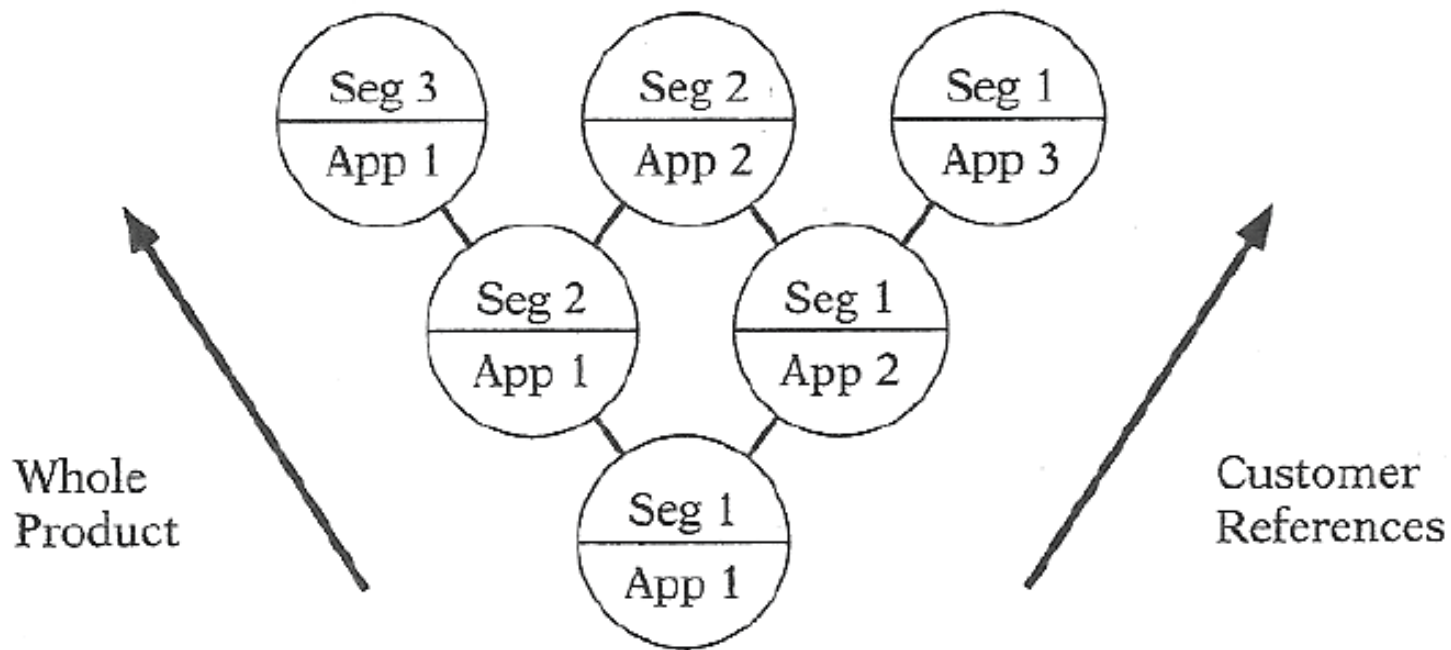 Seg 3
App 1
Seg 2
App 2
Seg 1
App 3
Seg 2
App 1
Seg 1
App 2
Seg 1
App 1
Whole
Product
Customer
References